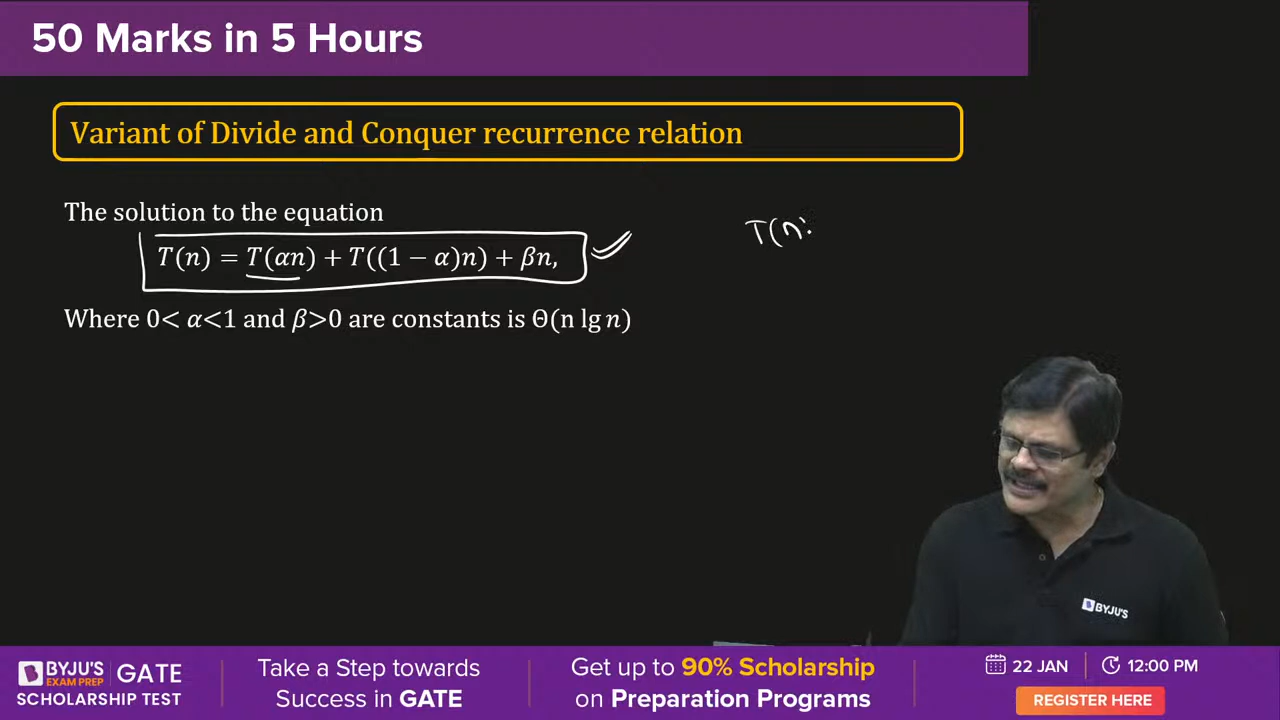 50 Marks in 5 Hours
Variant of Divide and Conquer recurrence relation
The solution to the equation
T(n) = T(αn) + T((1 − α)n) + βn,
T(n)
Where 0< α<1 and β>0 are constants is Θ(n lg n)
BYJU'S
BYJU'S
EXAM PREP
GATE
SCHOLARSHIP TEST
Take a Step towards
Success in GATE
Get up to 90% Scholarship
on Preparation Programs
22 JAN
12:00 PM
REGISTER HERE